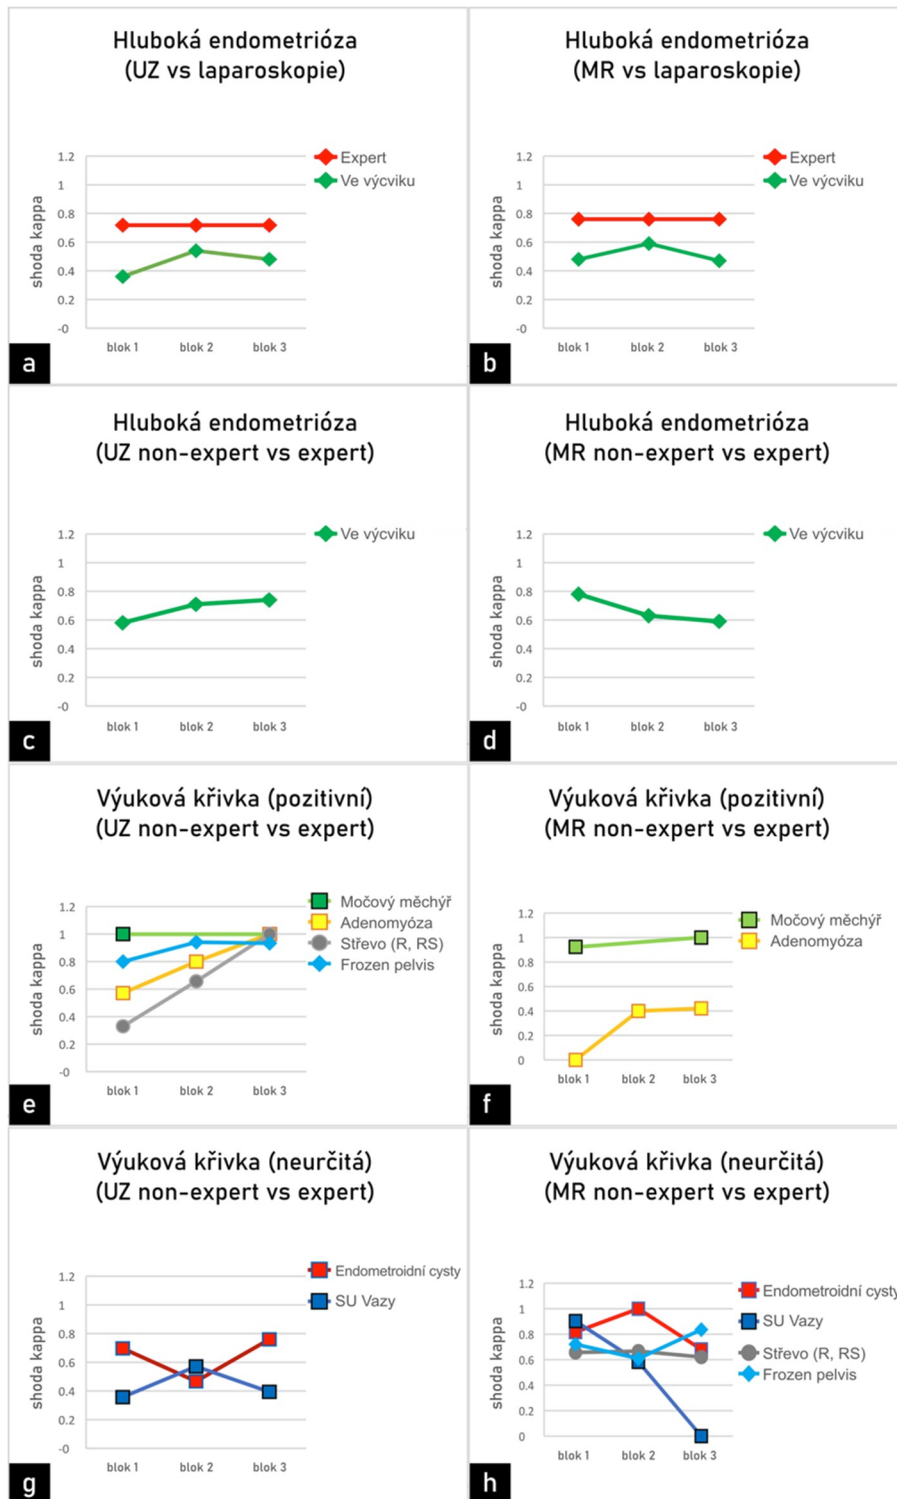 Hluboká endometrióza
(UZ vs laparoskopie)
1.2
1
0.8
0.6
0.4
0.2
-0
shoda kappa
blok 1 blok 2 blok 3
Expert
Ve výcviku
a
Hluboká endometrióza
(MR vs laparoskopie)
1.2
1
0.8
0.6
0.4
0.2
-0
shoda kappa
blok 1 blok 2 blok 3
Expert
Ve výcviku
b
Hluboká endometrióza
(UZ non-expert vs expert)
1.2
1
0.8
0.6
0.4
0.2
-0
shoda kappa
blok 1 blok 2 blok 3
Ve výcviku
c
Hluboká endometrióza
(MR non-expert vs expert)
1.2
1
0.8
0.6
0.4
0.2
-0
shoda kappa
blok 1 blok 2 blok 3
Ve výcviku
d
Výuková křivka (pozitivní)
(UZ non-expert vs expert)
1.2
1
0.8
0.6
0.4
0.2
-0
shoda kappa
blok 1 blok 2 blok 3
Močový měchýř
Adenomyóza
Střevo (R, RS)
Frozen pelvis
e
Výuková křivka (pozitivní)
(MR non-expert vs expert)
1.2
1
0.8
0.6
0.4
0.2
0
shoda kappa
blok 1 blok 2 blok 3
Močový měchýř
Adenomyóza
f
Výuková křivka (neurčitá)
(UZ non-expert vs expert)
1.2
1
0.8
0.6
0.4
0.2
-0
shoda kappa
blok 1 blok 2 blok 3
Endometroidní cysty
SU Vazy
g
Výuková křivka (neurčitá)
(MR non-expert vs expert)
1.2
1
0.8
0.6
0.4
0.2
0
shoda kappa
blok 1 blok 2 blok 3
Endometroidní cysty
SU Vazy
Střevo (R, RS)
Frozen pelvis
h